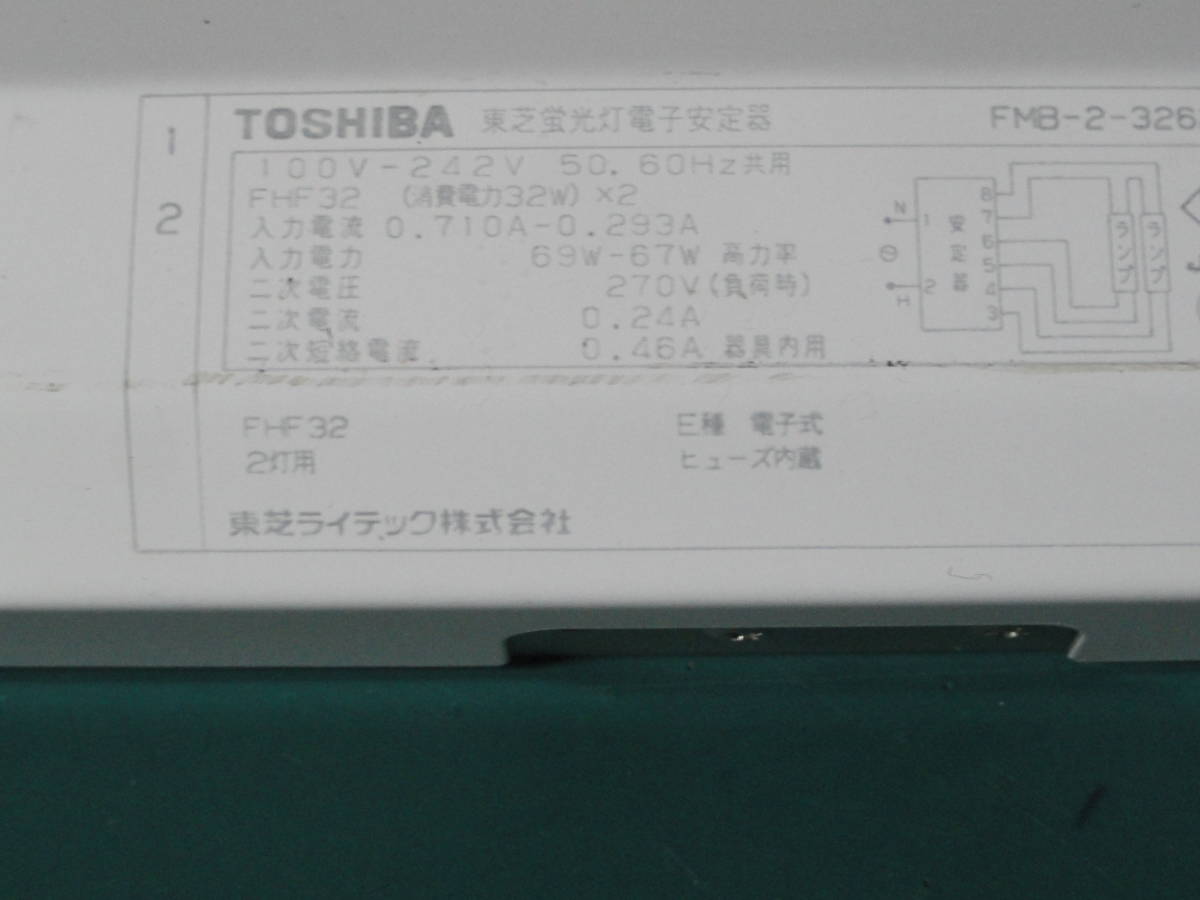 1
2
TOSHIBA 東芝蛍光灯電子安定器 FMB-2-326
100V-242V 50.60Hz共用
FHF32 (消費電力32W)×2
入力電流 0.710A-0.293A
入力電力 69W-67W 高力率
二次電圧 270V(負荷時)
二次電流 0.24A
二次短絡電流 0.46A 器具内用
N
H
1
2
安定器
8
7
6
5
4
3
ランプ
ランプ
FHF32 E種 電子式
2灯用 ヒューズ内蔵
東芝ライテック株式会社